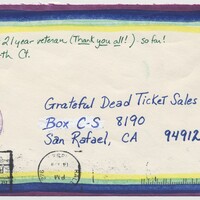 21 year veteran (Thank you all!) - so far!
th Ct.
Grateful Dead Ticket Sales
Box C-S. 8190
San Rafael, CA 94912